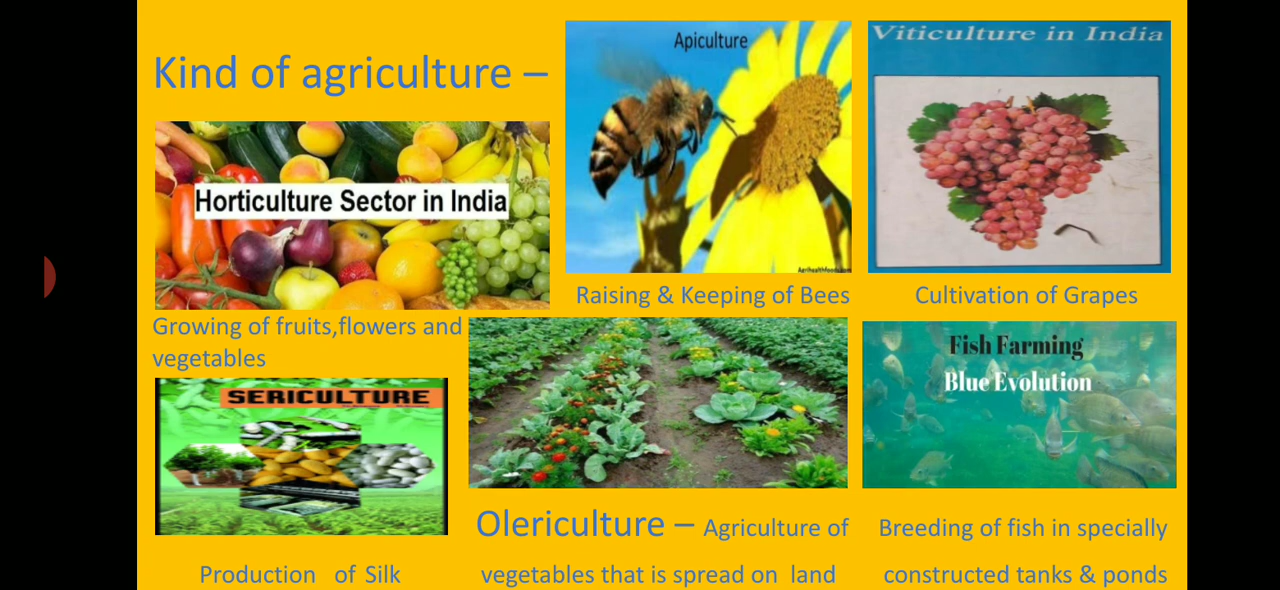 Kind of agriculture –
Horticulture Sector in India
Growing of fruits,flowers and
vegetables
Apiculture
AgrihealthFoods.com
Raising & Keeping of Bees
Viticulture in India
Cultivation of Grapes
SERICULTURE
Production of Silk
Olericulture – Agriculture of
vegetables that is spread on land
Fish Farming
Blue Evolution
Breeding of fish in specially
constructed tanks & ponds